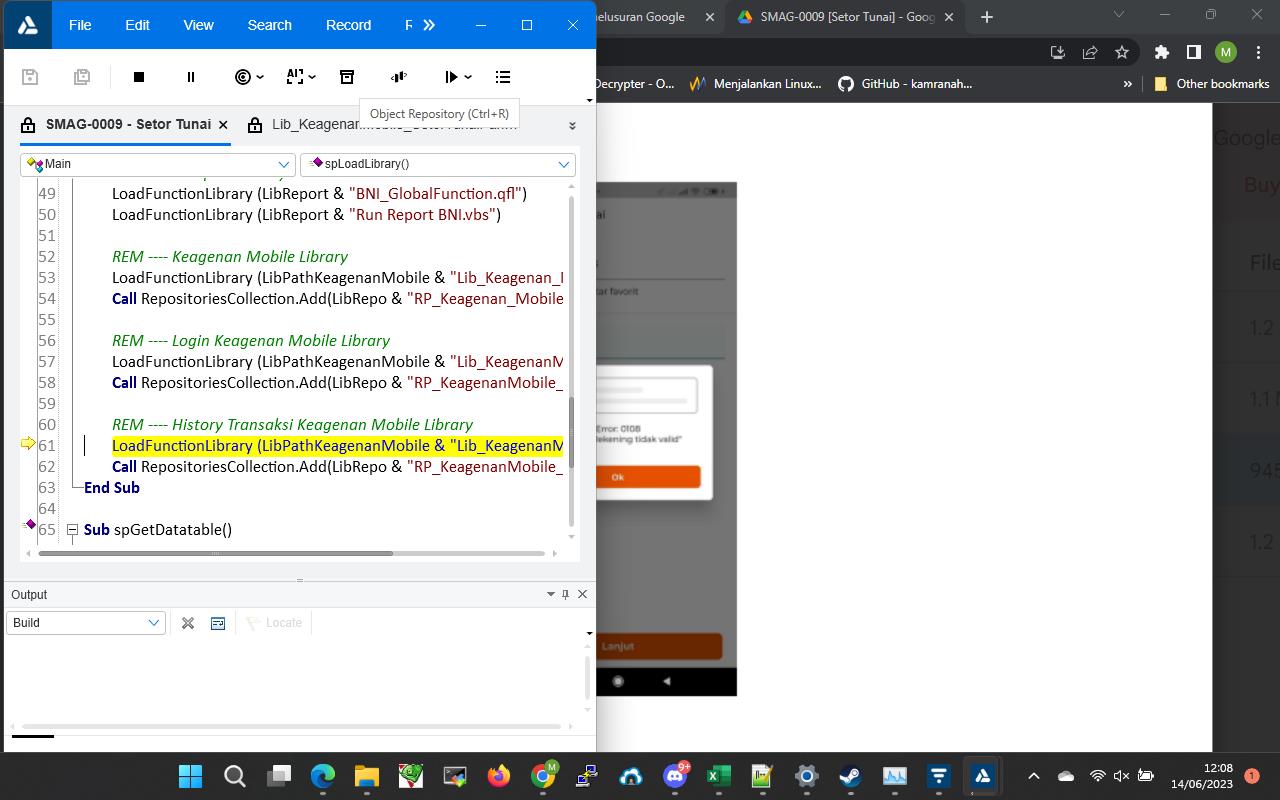 File Edit View Search Record
Object Repository (Ctrl+R)
SMAG-0009 - Setor Tunai
Main
spLoadLibrary()
49 LoadFunctionLibrary (LibReport & "BNI_GlobalFunction.qfl")
50 LoadFunctionLibrary (LibReport & "Run Report BNI.vbs")
51
52 REM ---- Keagenan Mobile Library
53 LoadFunctionLibrary (LibPathKeagenanMobile & "Lib_Keagenan_
54 Call RepositoriesCollection.Add(LibRepo & "RP_Keagenan_Mobile
55
56 REM ---- Login Keagenan Mobile Library
57 LoadFunctionLibrary (LibPathKeagenanMobile & "Lib_KeagenanM
58 Call RepositoriesCollection.Add(LibRepo & "RP_KeagenanMobile_
59
60 REM ---- History Transaksi Keagenan Mobile Library
61 LoadFunctionLibrary (LibPathKeagenanMobile & "Lib_KeagenanM
62 Call RepositoriesCollection.Add(LibRepo & "RP_KeagenanMobile_
63 End Sub
64
65 Sub spGetDatatable()
Output
Build
Locate
elusuran Google
SMAG-0009 [Setor Tunai] - Goog
M
Decrypter - O...
Menjalankan Linux...
GitHub - kamranah...
» Other bookmarks
Google
Buy
File
1.2
1.1 M
945
1.2
ai
tar favorit
Error: 0108
ekening tidak valid"
Ok
Lanjut
9+
12:08
14/06/2023
1